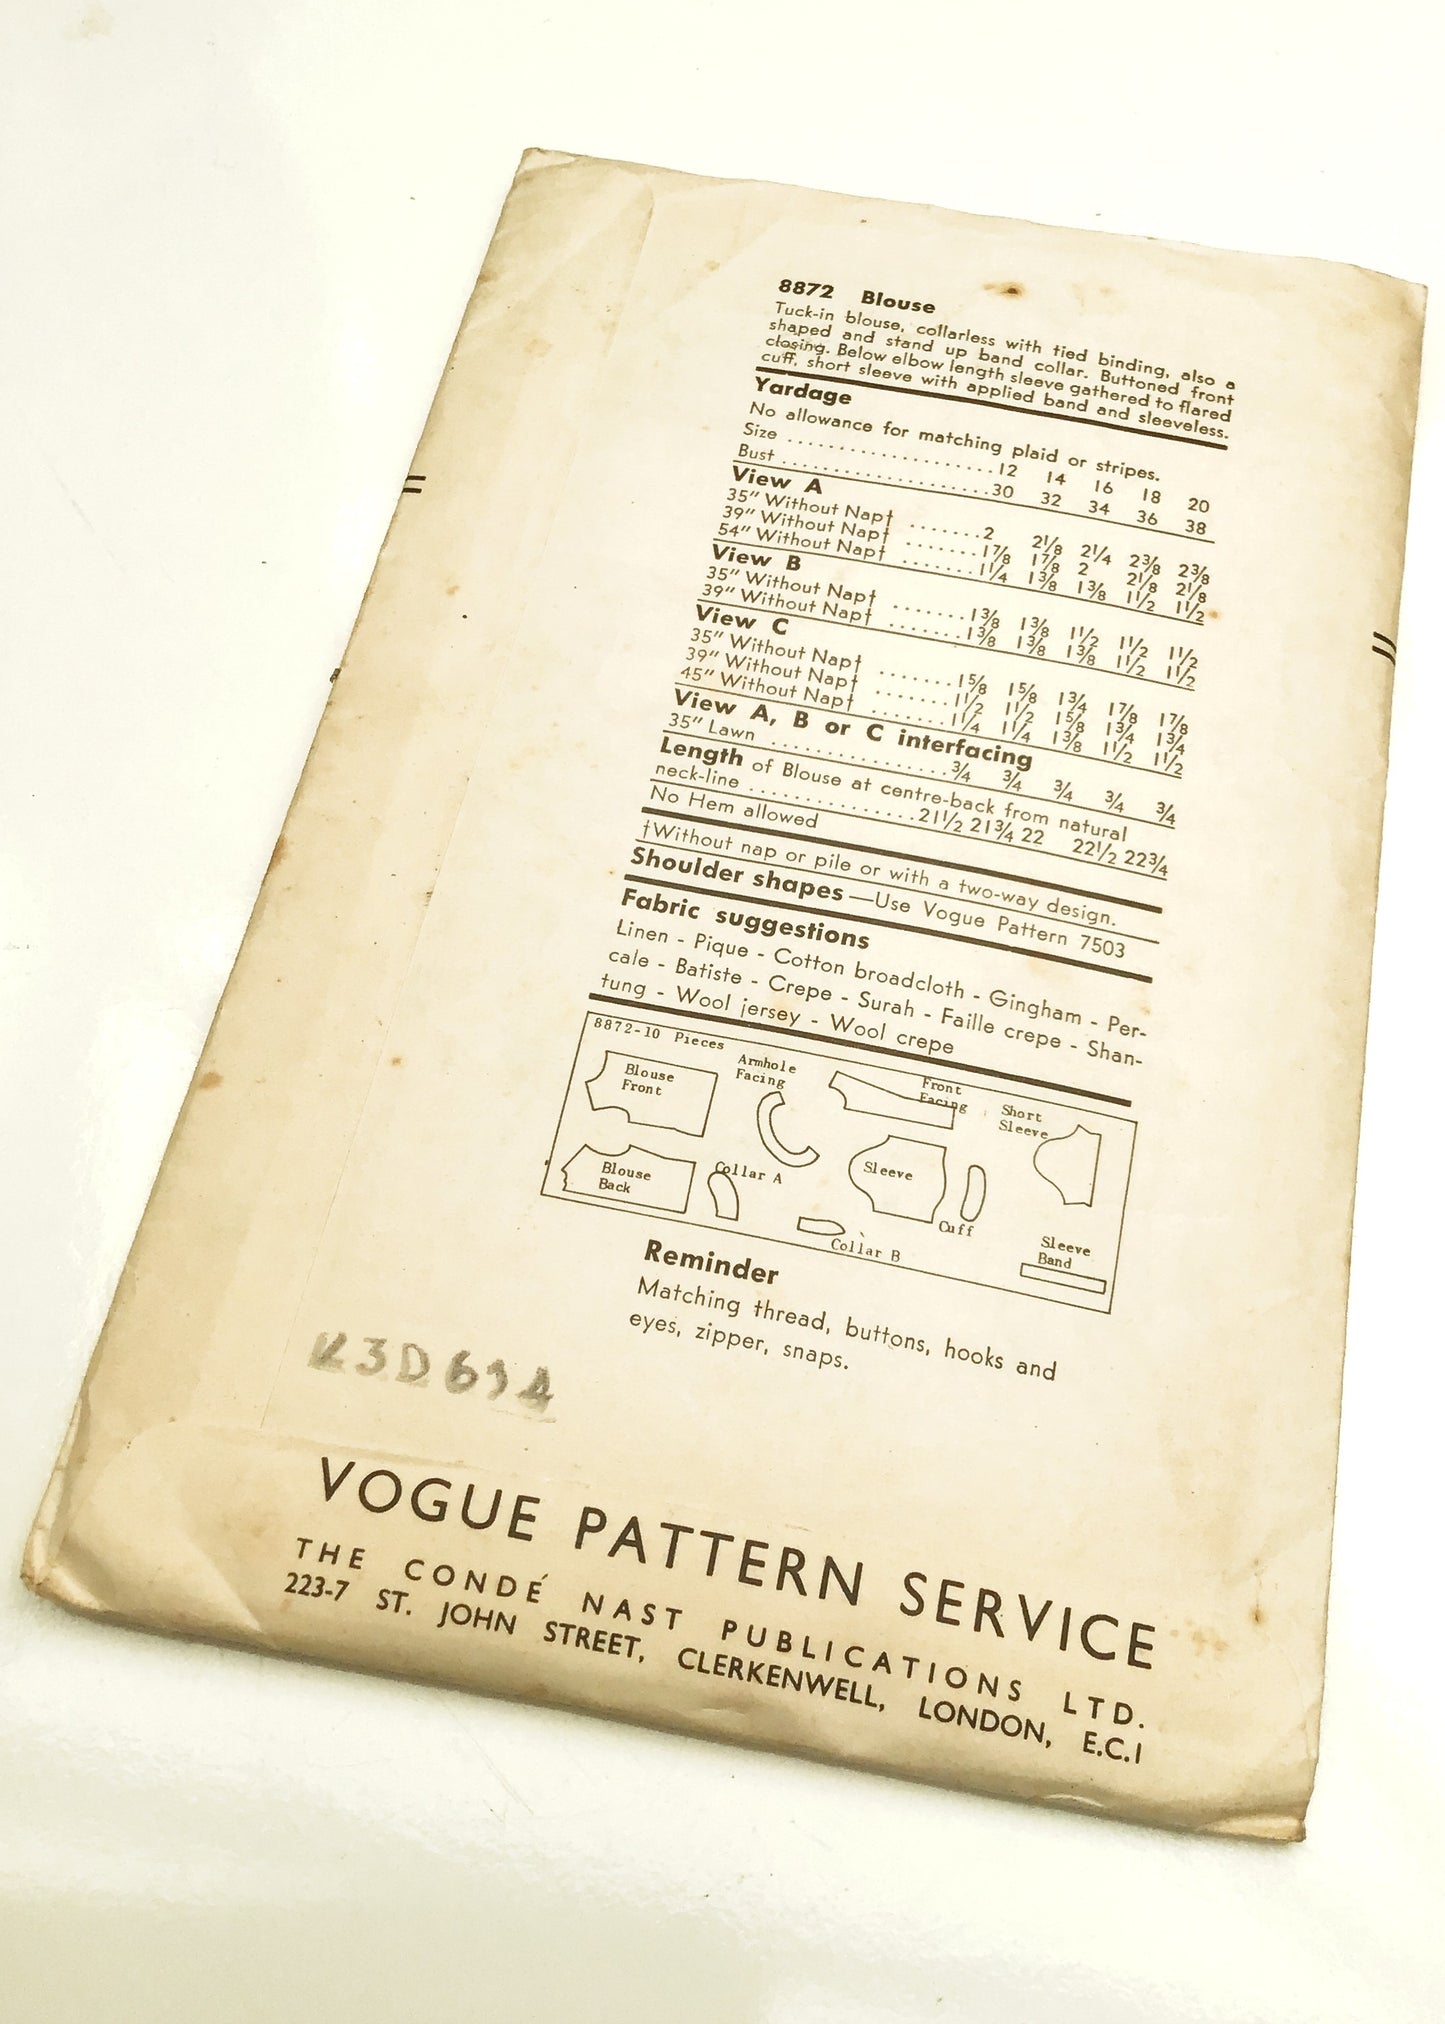 8872 Blouse
Tuck-in blouse, collarless with tied binding, also a
shaped and stand up band collar. Buttoned front
closing. Below elbow length sleeve gathered to flared
cuff, short sleeve with applied band and sleeveless.
Yardage
No allowance for matching plaid or stripes.
Size ....................12 14 16 18 20
Bust ....................30 32 34 36 38
View A
35" Without Nap† .......2 2⅛ 2¼ 2⅜ 2⅜
39" Without Nap† .......1⅞ 1⅞ 2 2⅛ 2⅛
54" Without Nap† .......1¼ 1⅜ 1⅜ 1½ 1½
View B
35" Without Nap† .......1⅜ 1⅜ 1½ 1½ 1½
39" Without Nap† .......1⅜ 1⅜ 1⅜ 1½ 1½
View C
35" Without Nap† .......1⅝ 1⅝ 1¾ 1⅞ 1⅞
39" Without Nap† .......1½ 1½ 1⅝ 1¾ 1¾
45" Without Nap† .......1¼ 1¼ 1⅜ 1½ 1½
View A, B or C interfacing
35" Lawn .................¾ ¾ ¾ ¾ ¾
Length of Blouse at centre-back from natural
neck-line ................21½ 21¾ 22 22½ 22¾
No Hem allowed
†Without nap or pile or with a two-way design.
Shoulder shapes—Use Vogue Pattern 7503
Fabric suggestions
Linen - Pique - Cotton broadcloth - Gingham - Per-
cale - Batiste - Crepe - Surah - Faille crepe - Shan-
tung - Wool jersey - Wool crepe
8872-10 Pieces
Blouse
Front
Armhole
Facing
Front
Facing
Short
Sleeve
Blouse
Back
Collar A
Sleeve
Cuff
Collar B
Sleeve
Band
Reminder
Matching thread, buttons, hooks and
eyes, zipper, snaps.
VOGUE PATTERN SERVICE
THE CONDÉ NAST PUBLICATIONS LTD.
223-7 ST. JOHN STREET, CLERKENWELL, LONDON, E.C.1